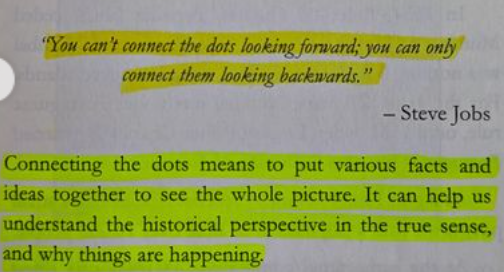 “You can’t connect the dots looking forward; you can only
connect them looking backwards.”
– Steve Jobs
Connecting the dots means to put various facts and
ideas together to see the whole picture. It can help us
understand the historical perspective in the true sense,
and why things are happening.